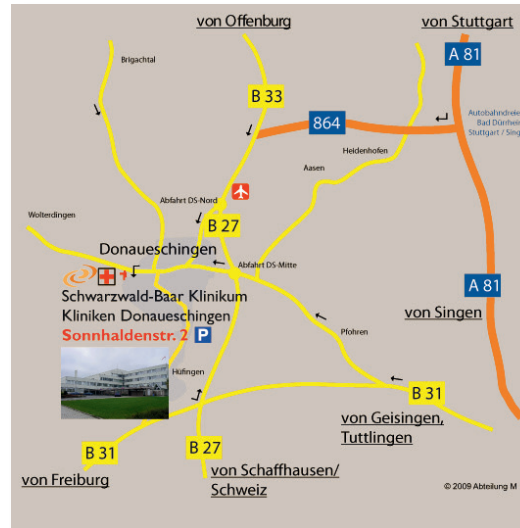 von Offenburg
von Stuttgart
A 81
Brigachtal
B 33
864
Autobahndreie
Bad Dürrheim
Stuttgart / Sing
Heidenhofen
Aasen
Abfahrt DS-Nord
Wolterdingen
B 27
Donaueschingen
Abfahrt DS-Mitte
Schwarzwald-Baar Klinikum
Kliniken Donaueschingen
Sonnhaldenstr. 2 P
A 81
von Singen
Pfohren
Hüfingen
B 31
von Geisingen,
Tuttlingen
B 31
B 27
von Freiburg
von Schaffhausen/
Schweiz
© 2009 Abteilung M